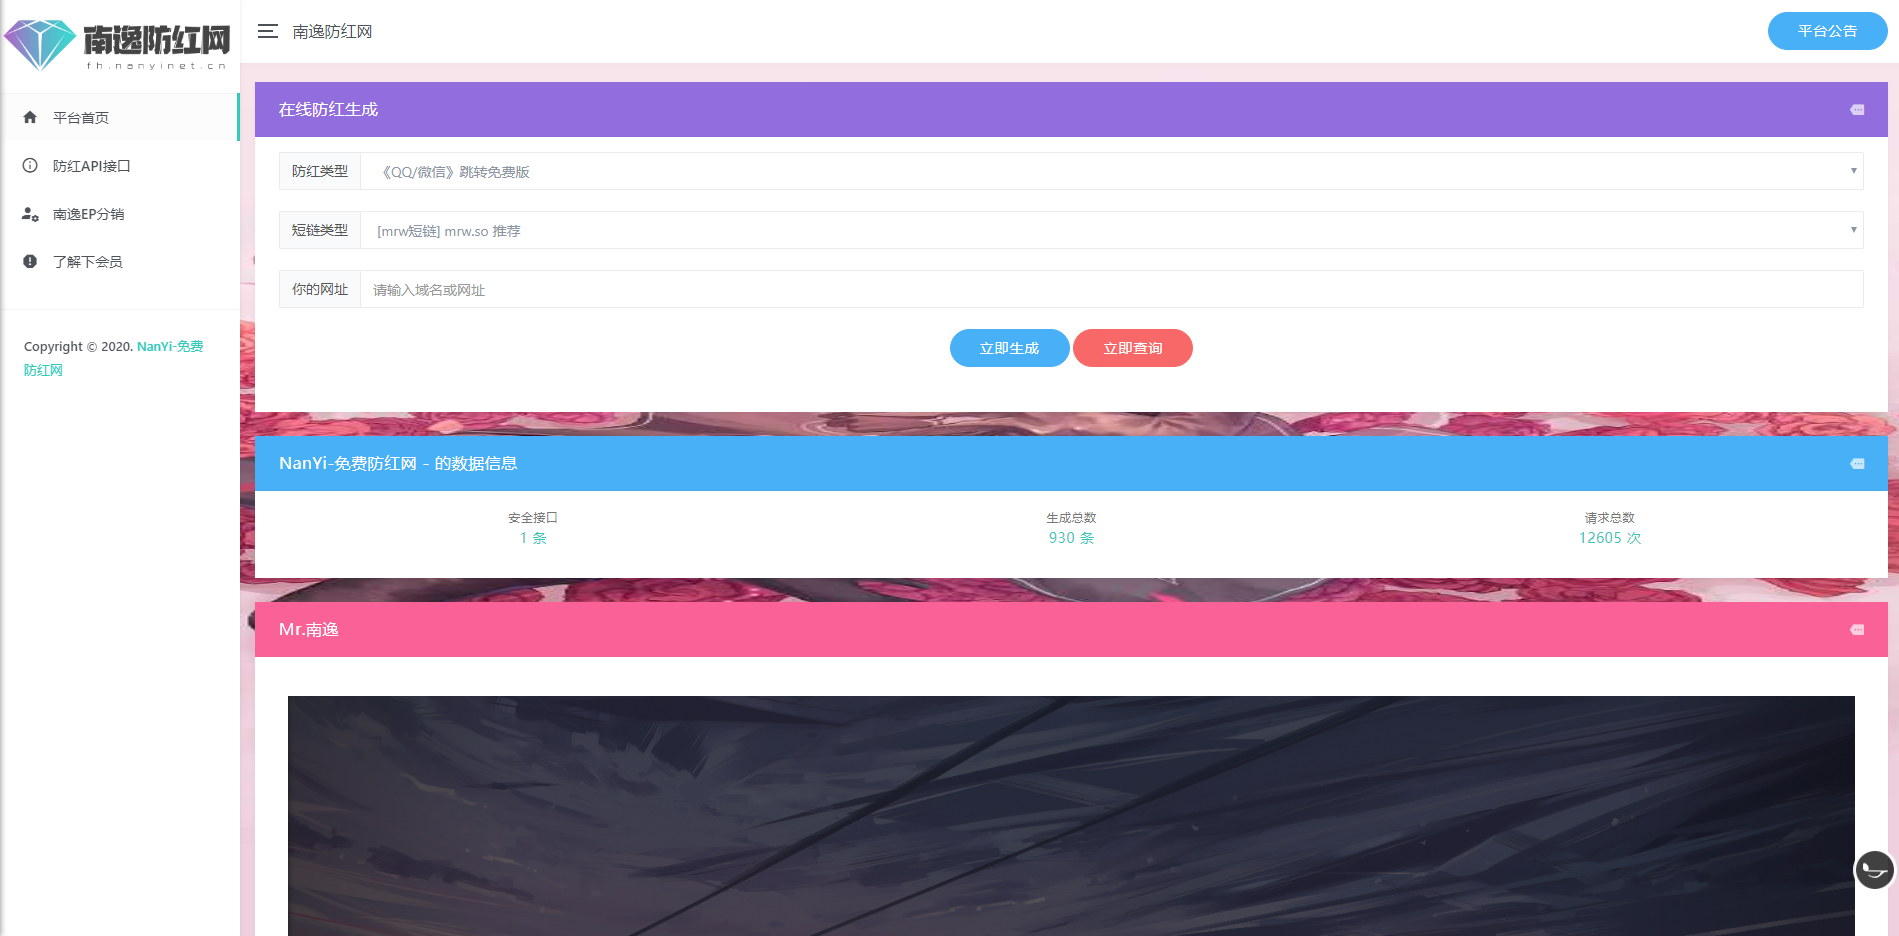 南逸防红网
fh.nanyinet.cn
南逸防红网
平台公告
平台首页
防红API接口
南逸EP分销
了解下会员
Copyright © 2020. NanYi-免费
防红网
在线防红生成
防红类型
《QQ/微信》跳转免费版
短链类型
[mrw短链] mrw.so 推荐
你的网址
请输入域名或网址
立即生成
立即查询
NanYi-免费防红网 - 的数据信息
安全接口
1 条
生成总数
930 条
请求总数
12605 次
Mr.南逸